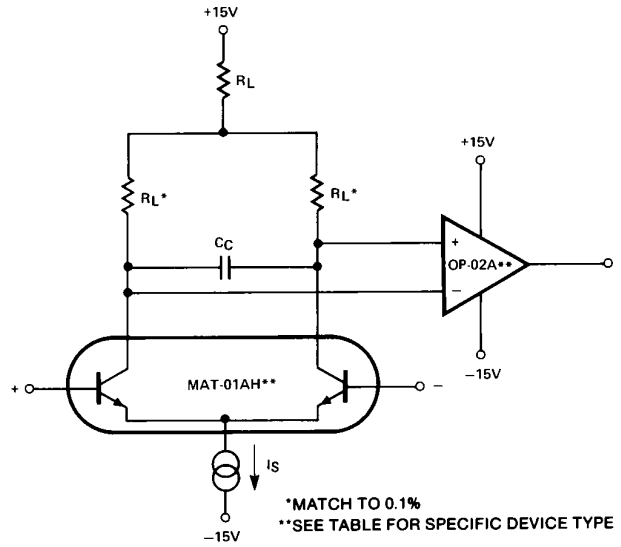 +15V
RL
+15V
RL*
RL*
CC
+
OP-02A**
−
−15V
+
MAT-01AH**
−
IS
−15V
*MATCH TO 0.1%
**SEE TABLE FOR SPECIFIC DEVICE TYPE